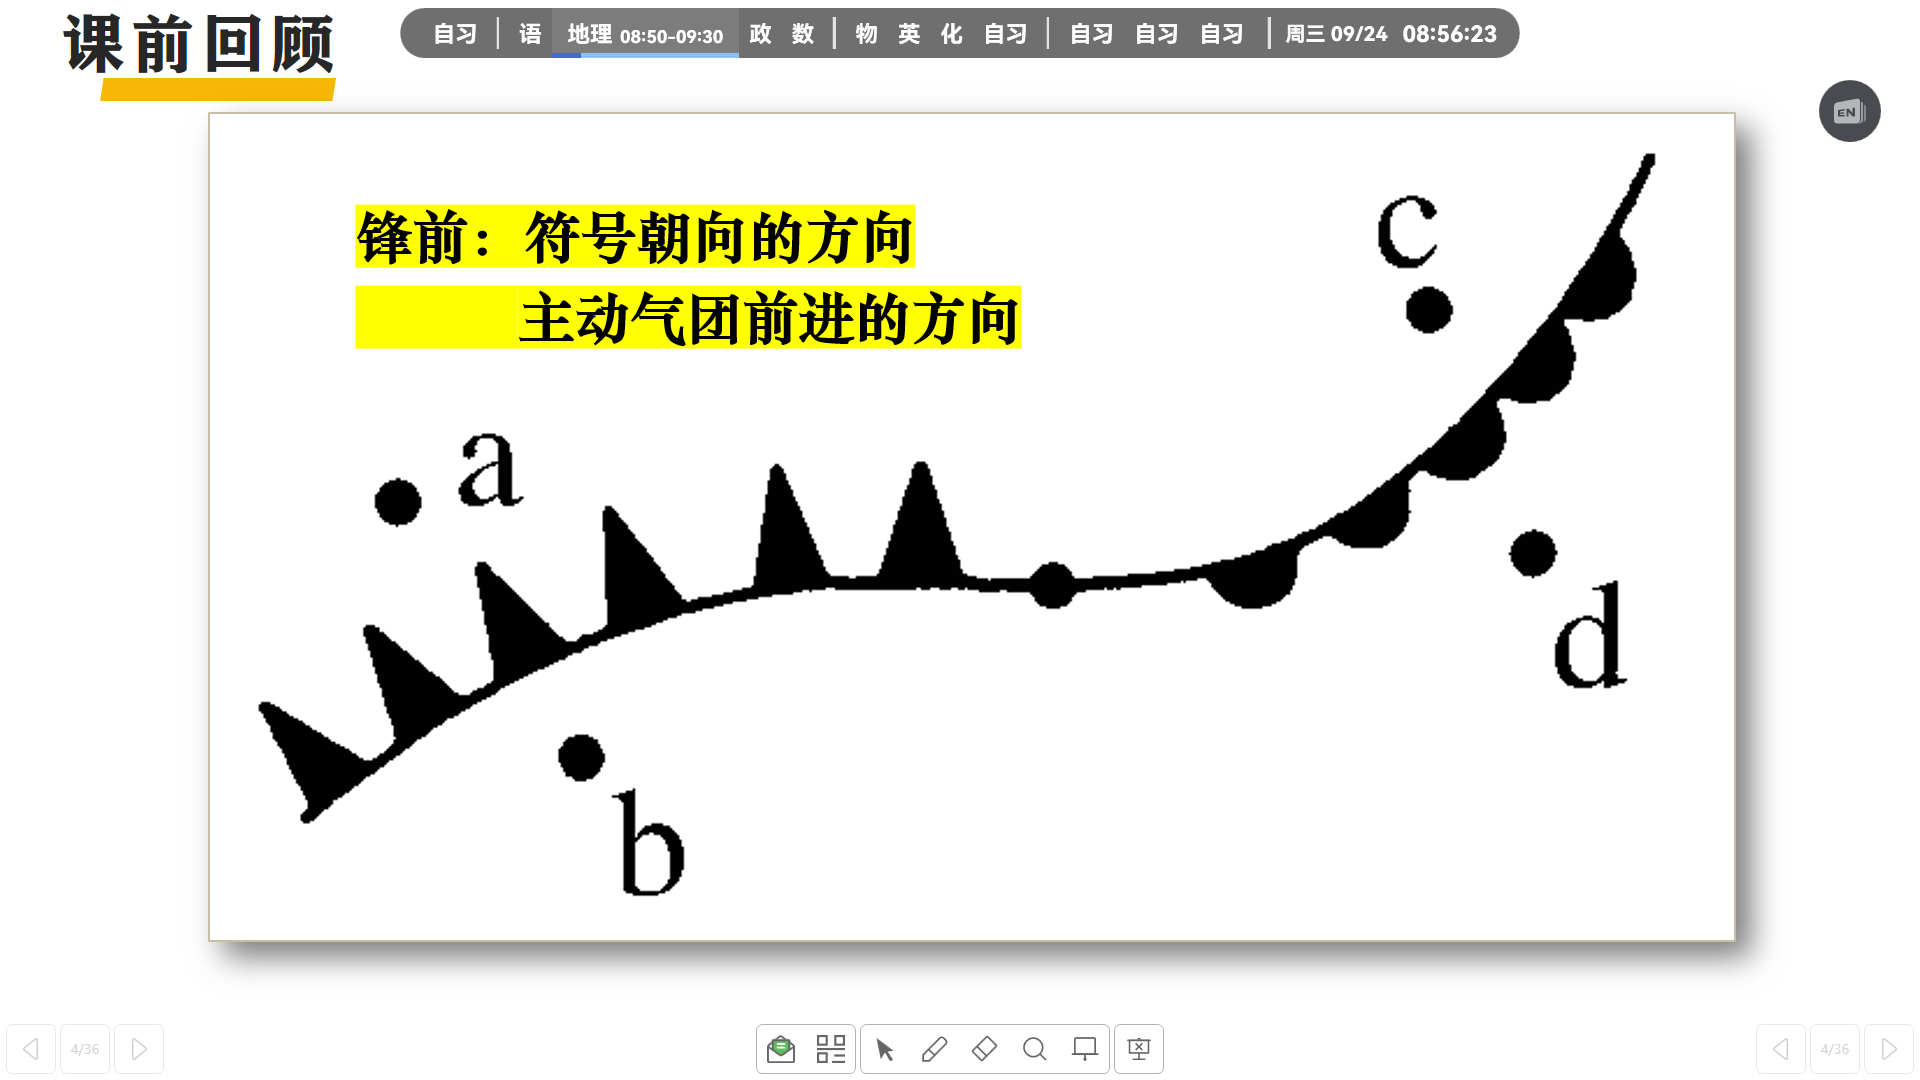 课前回顾
自习 | 语 地理 08:50-09:30 政 数 | 物 英 化 自习 | 自习 自习 自习 | 周三 09/24 08:56:23
EN
锋前：符号朝向的方向
主动气团前进的方向
c
a
d
b
4/36
4/36